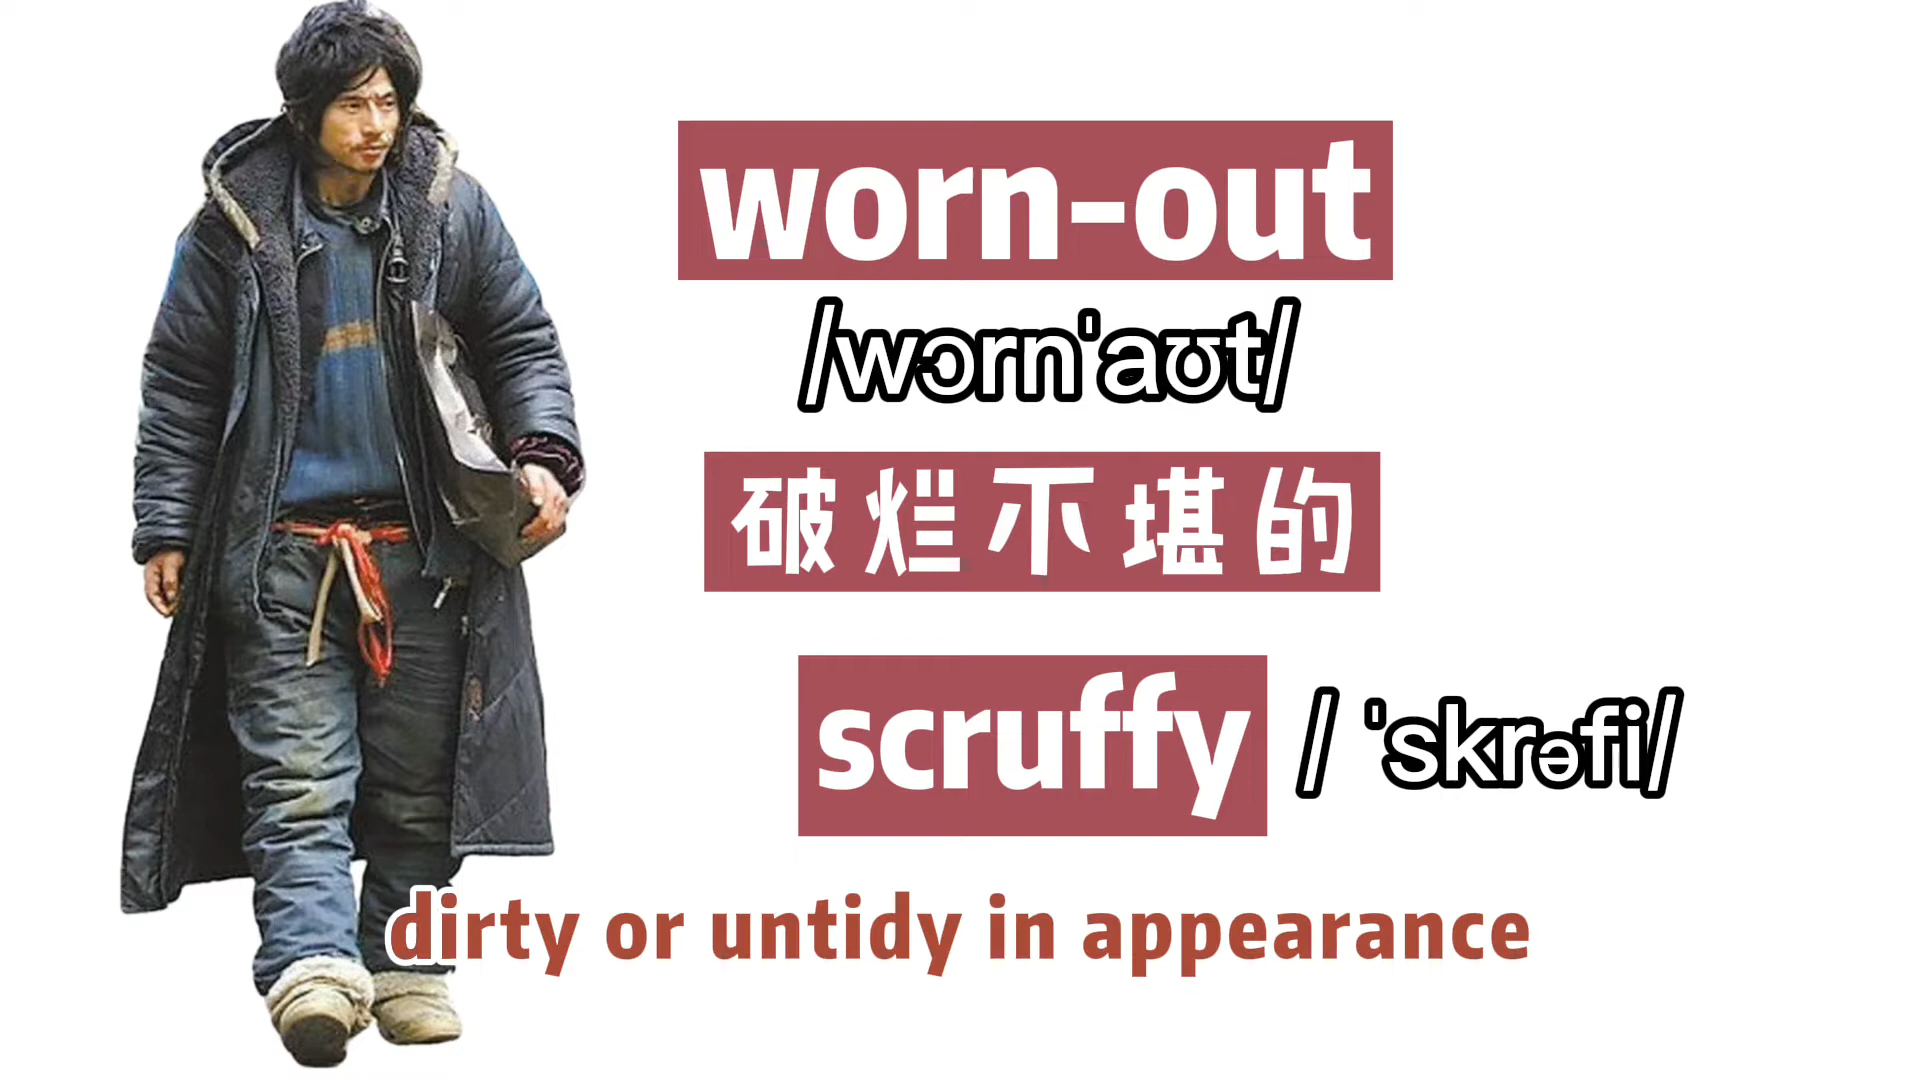 worn-out
/wɔrnˈaʊt/
破烂不堪的
scruffy / ˈskrəfi/
dirty or untidy in appearance